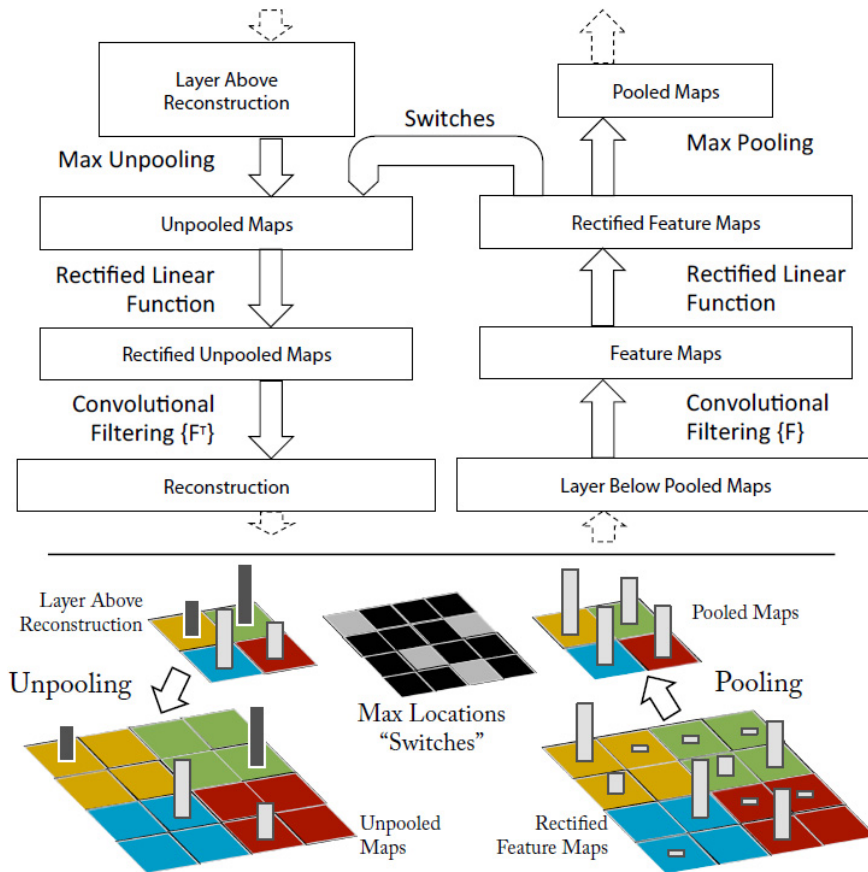 Layer Above
Reconstruction
Pooled Maps
Switches
Max Unpooling
Max Pooling
Unpooled Maps
Rectified Feature Maps
Rectified Linear
Function
Rectified Linear
Function
Rectified Unpooled Maps
Feature Maps
Convolutional
Filtering {Fᵀ}
Convolutional
Filtering {F}
Reconstruction
Layer Below Pooled Maps
Layer Above
Reconstruction
Pooled Maps
Unpooling
Pooling
Max Locations
“Switches”
Unpooled
Maps
Rectified
Feature Maps